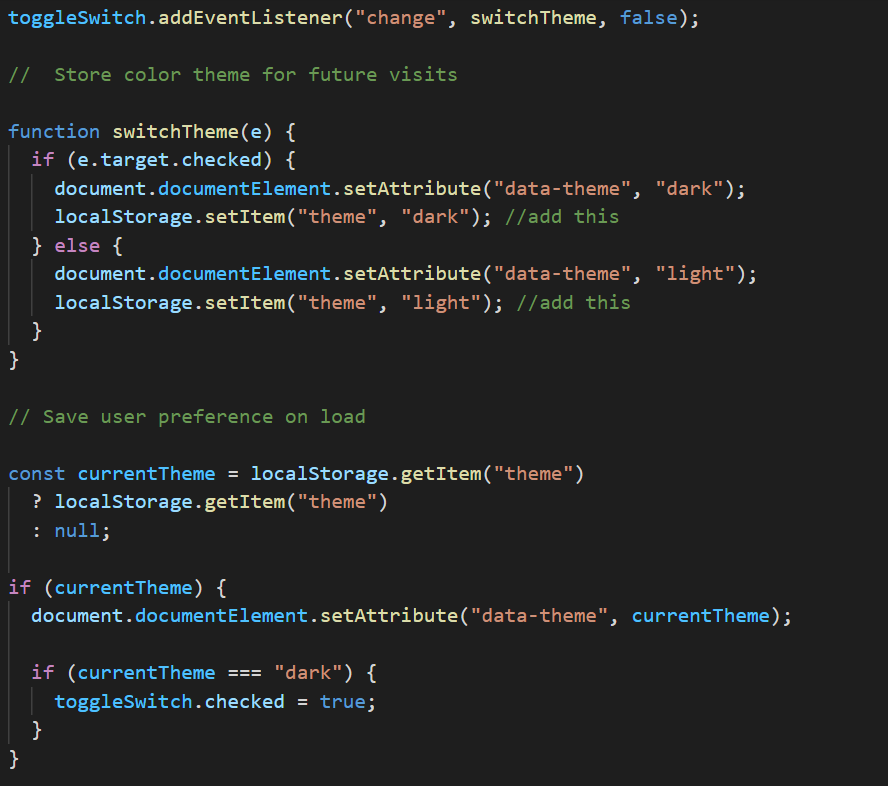 toggleSwitch.addEventListener("change", switchTheme, false);
//  Store color theme for future visits
function switchTheme(e) {
  if (e.target.checked) {
    document.documentElement.setAttribute("data-theme", "dark");
    localStorage.setItem("theme", "dark"); //add this
  } else {
    document.documentElement.setAttribute("data-theme", "light");
    localStorage.setItem("theme", "light"); //add this
  }
}
// Save user preference on load
const currentTheme = localStorage.getItem("theme")
  ? localStorage.getItem("theme")
  : null;
if (currentTheme) {
  document.documentElement.setAttribute("data-theme", currentTheme);
  if (currentTheme === "dark") {
    toggleSwitch.checked = true;
  }
}